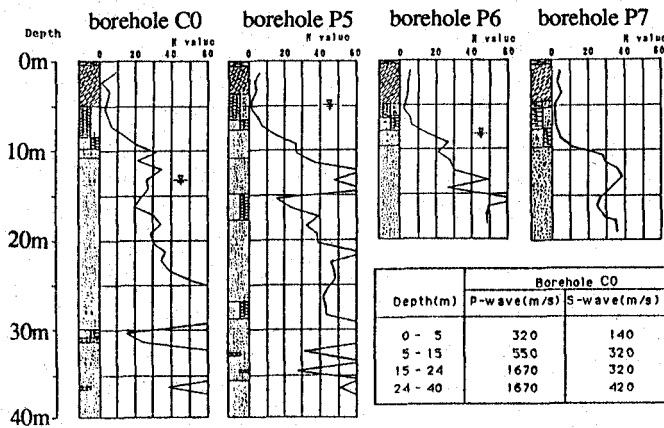 borehole C0 borehole P5 borehole P6 borehole P7
Depth N value N value N value N value
0 20 40 60 0 20 40 60 0 20 40 60 0 20 40 60
0m
10m
20m
30m
40m
Borehole C0
Depth(m) P-wave(m/s) S-wave(m/s)
0 - 5 320 140
5 - 15 550 320
15 - 24 1670 320
24 - 40 1670 420